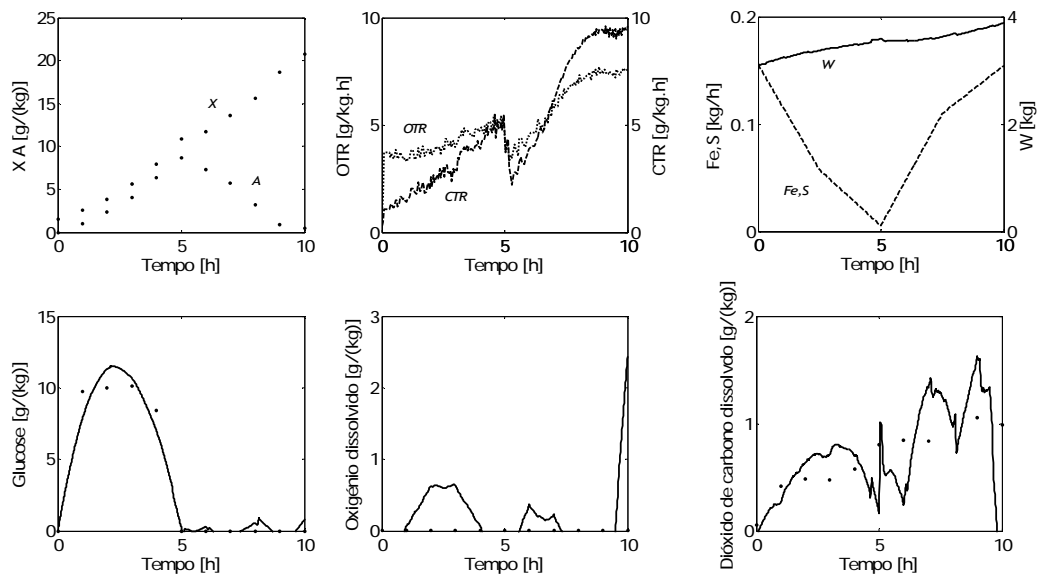 25
20
15
10
5
0
X A [g/(kg)]
X
A
0
5
10
Tempo [h]
10
5
0
OTR [g/kg.h]
OTR
CTR
10
5
0
CTR [g/kg.h]
0
5
10
Tempo [h]
0.2
0.1
0
Fe,S [kg/h]
W
Fe,S
4
2
0
W [kg]
0
5
10
Tempo [h]
15
10
5
0
Glucose [g/(kg)]
0
5
10
Tempo [h]
3
2
1
0
Oxigénio dissolvido [g/(kg)]
0
5
10
Tempo [h]
2
1
0
Dióxido de carbono dissolvdo [g/(kg)]
0
5
10
Tempo [h]